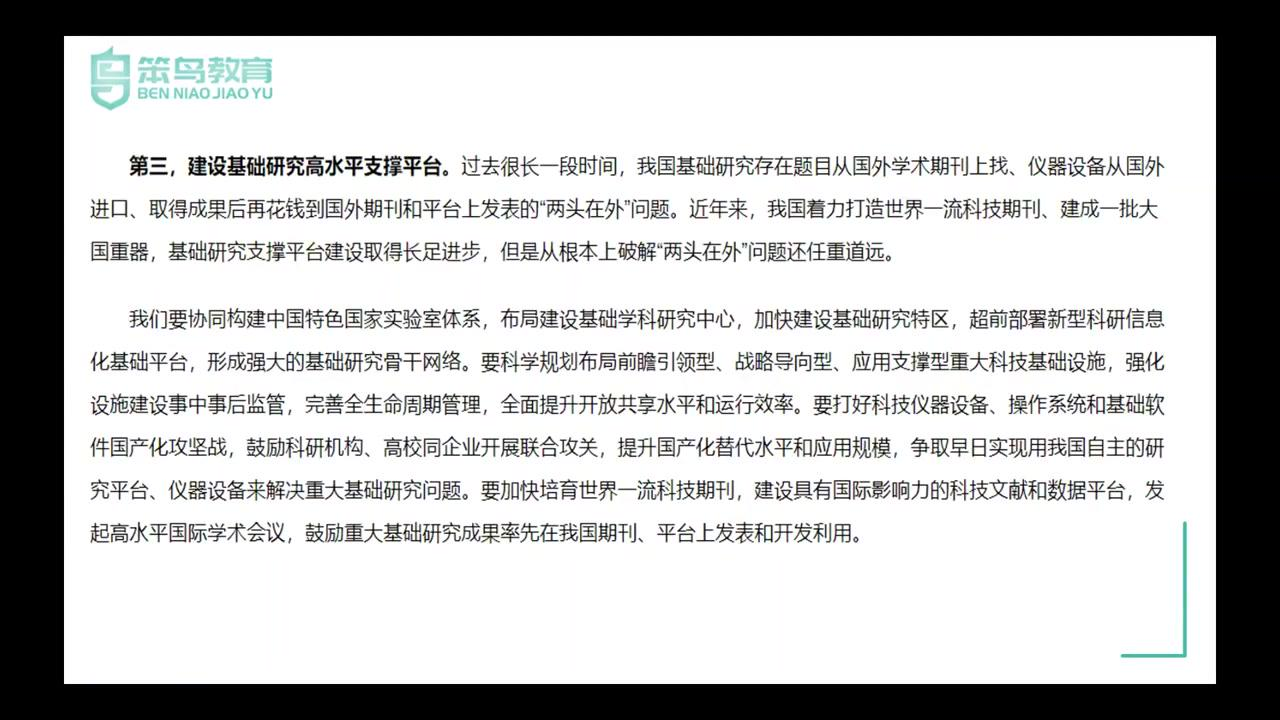 笨鸟教育
BEN NIAO JIAO YU
第三，建设基础研究高水平支撑平台。过去很长一段时间，我国基础研究存在题目从国外学术期刊上找、仪器设备从国外
进口、取得成果后再花钱到国外期刊和平台上发表的“两头在外”问题。近年来，我国着力打造世界一流科技期刊、建成一批大
国重器，基础研究支撑平台建设取得长足进步，但是从根本上破解“两头在外”问题还任重道远。
我们要协同构建中国特色国家实验室体系，布局建设基础学科研究中心，加快建设基础研究特区，超前部署新型科研信息
化基础平台，形成强大的基础研究骨干网络。要科学规划布局前瞻引领型、战略导向型、应用支撑型重大科技基础设施，强化
设施建设事中事后监管，完善全生命周期管理，全面提升开放共享水平和运行效率。要打好科技仪器设备、操作系统和基础软
件国产化攻坚战，鼓励科研机构、高校同企业开展联合攻关，提升国产化替代水平和应用规模，争取早日实现用我国自主的研
究平台、仪器设备来解决重大基础研究问题。要加快培育世界一流科技期刊，建设具有国际影响力的科技文献和数据平台，发
起高水平国际学术会议，鼓励重大基础研究成果率先在我国期刊、平台上发表和开发利用。